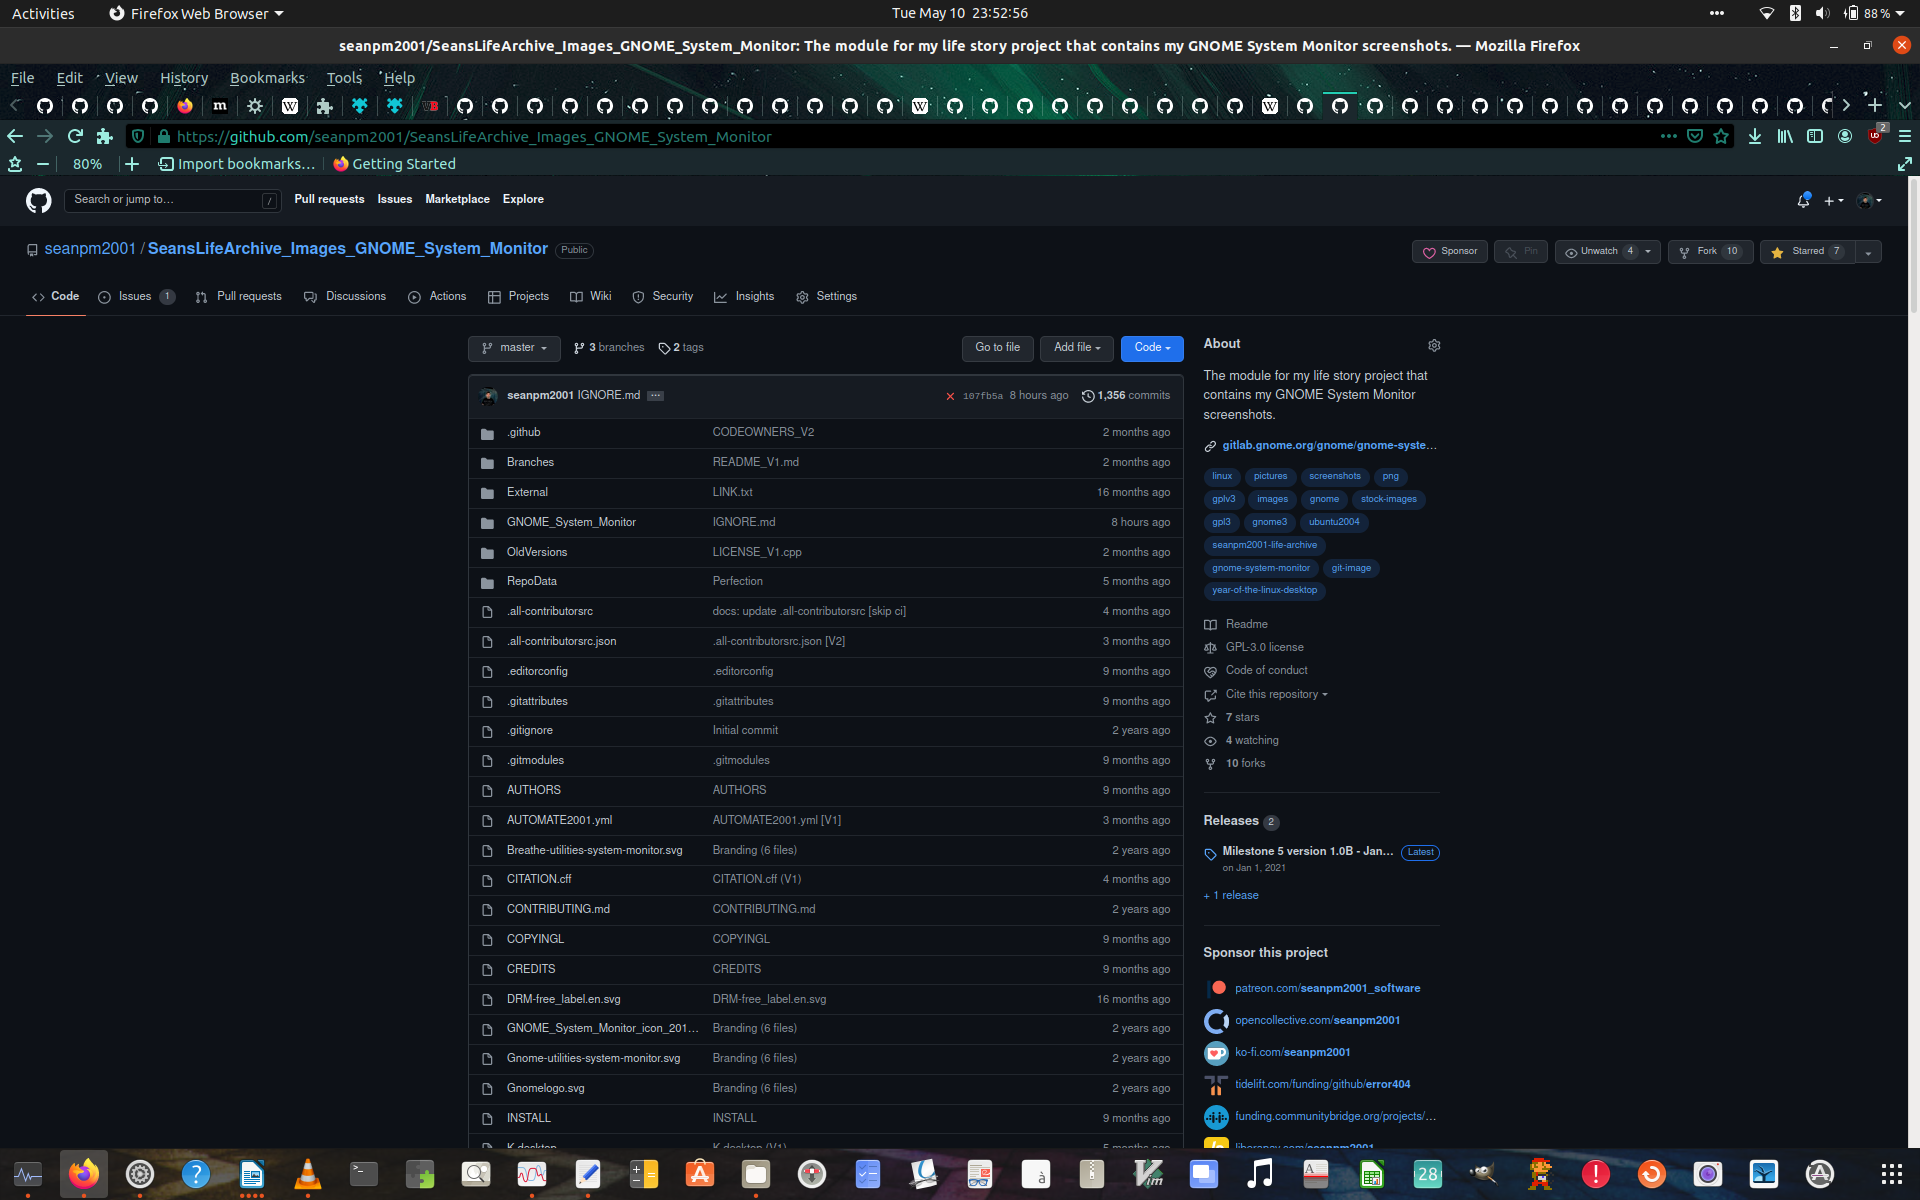 Activities
Firefox Web Browser
Tue May 10 23:52:56
88 %
seanpm2001/SeansLifeArchive_Images_GNOME_System_Monitor: The module for my life story project that contains my GNOME System Monitor screenshots. — Mozilla Firefox
File Edit View History Bookmarks Tools Help
https://github.com/seanpm2001/SeansLifeArchive_Images_GNOME_System_Monitor
2
80%
Import bookmarks...
Getting Started
Search or jump to... /
Pull requests Issues Marketplace Explore
seanpm2001 / SeansLifeArchive_Images_GNOME_System_Monitor Public
Sponsor Pin Unwatch 4 Fork 10 Starred 7
Code Issues 1 Pull requests Discussions Actions Projects Wiki Security Insights Settings
master 3 branches 2 tags Go to file Add file Code
seanpm2001 IGNORE.md ... 107fb5a 8 hours ago 1,356 commits
.github CODEOWNERS_V2 2 months ago
Branches README_V1.md 2 months ago
External LINK.txt 16 months ago
GNOME_System_Monitor IGNORE.md 8 hours ago
OldVersions LICENSE_V1.cpp 2 months ago
RepoData Perfection 5 months ago
.all-contributorsrc docs: update .all-contributorsrc [skip ci] 4 months ago
.all-contributorsrc.json .all-contributorsrc.json [V2] 3 months ago
.editorconfig .editorconfig 9 months ago
.gitattributes .gitattributes 9 months ago
.gitignore Initial commit 2 years ago
.gitmodules .gitmodules 9 months ago
AUTHORS AUTHORS 9 months ago
AUTOMATE2001.yml AUTOMATE2001.yml [V1] 3 months ago
Breathe-utilities-system-monitor.svg Branding (6 files) 2 years ago
CITATION.cff CITATION.cff (V1) 4 months ago
CONTRIBUTING.md CONTRIBUTING.md 2 years ago
COPYINGL COPYINGL 9 months ago
CREDITS CREDITS 9 months ago
DRM-free_label.en.svg DRM-free_label.en.svg 16 months ago
GNOME_System_Monitor_icon_201... Branding (6 files) 2 years ago
Gnome-utilities-system-monitor.svg Branding (6 files) 2 years ago
Gnomelogo.svg Branding (6 files) 2 years ago
INSTALL INSTALL 9 months ago
About
The module for my life story project that
contains my GNOME System Monitor
screenshots.
gitlab.gnome.org/gnome/gnome-syste...
linux pictures screenshots png
gplv3 images gnome stock-images
gpl3 gnome3 ubuntu2004
seanpm2001-life-archive
gnome-system-monitor git-image
year-of-the-linux-desktop
Readme
GPL-3.0 license
Code of conduct
Cite this repository
7 stars
4 watching
10 forks
Releases 2
Milestone 5 version 1.0B - Jan... Latest
on Jan 1, 2021
+ 1 release
Sponsor this project
patreon.com/seanpm2001_software
opencollective.com/seanpm2001
ko-fi.com/seanpm2001
tidelift.com/funding/github/error404
funding.communitybridge.org/projects/...
28